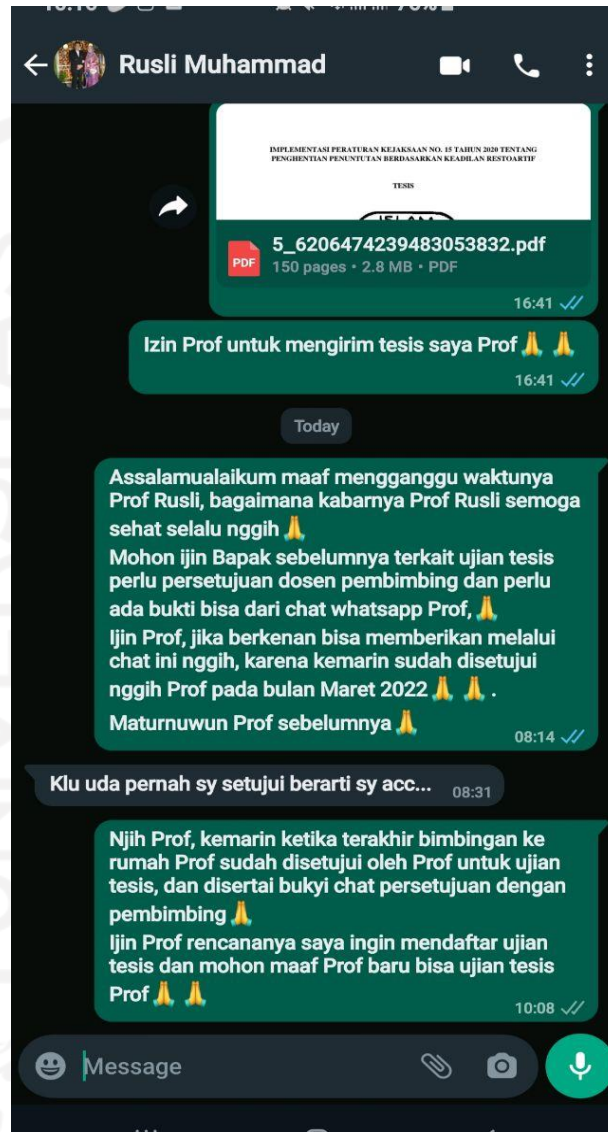 Rusli Muhammad
IMPLEMENTASI PERATURAN KEJAKSAAN NO. 15 TAHUN 2020 TENTANG
PENGHENTIAN PENUNTUTAN BERDASARKAN KEADILAN RESTOARTIF
TESIS
ISLAM
PDF
5_6206474239483053832.pdf
150 pages • 2.8 MB • PDF
16:41
Izin Prof untuk mengirim tesis saya Prof🙏 🙏
16:41
Today
Assalamualaikum maaf mengganggu waktunya
Prof Rusli, bagaimana kabarnya Prof Rusli semoga
sehat selalu nggih 🙏
Mohon ijin Bapak sebelumnya terkait ujian tesis
perlu persetujuan dosen pembimbing dan perlu
ada bukti bisa dari chat whatsapp Prof,🙏
Ijin Prof, jika berkenan bisa memberikan melalui
chat ini nggih, karena kemarin sudah disetujui
nggih Prof pada bulan Maret 2022🙏 🙏 .
Maturnuwun Prof sebelumnya🙏
08:14
Klu uda pernah sy setujui berarti sy acc...
08:31
Njih Prof, kemarin ketika terakhir bimbingan ke
rumah Prof sudah disetujui oleh Prof untuk ujian
tesis, dan disertai bukyi chat persetujuan dengan
pembimbing🙏
Ijin Prof rencananya saya ingin mendaftar ujian
tesis dan mohon maaf Prof baru bisa ujian tesis
Prof🙏 🙏
10:08
Message